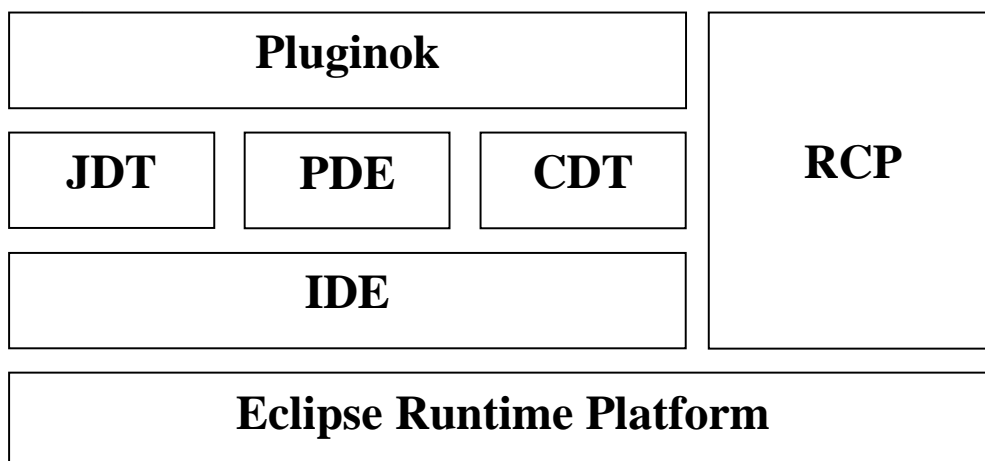 Pluginok
RCP
JDT
PDE
CDT
IDE
Eclipse Runtime Platform